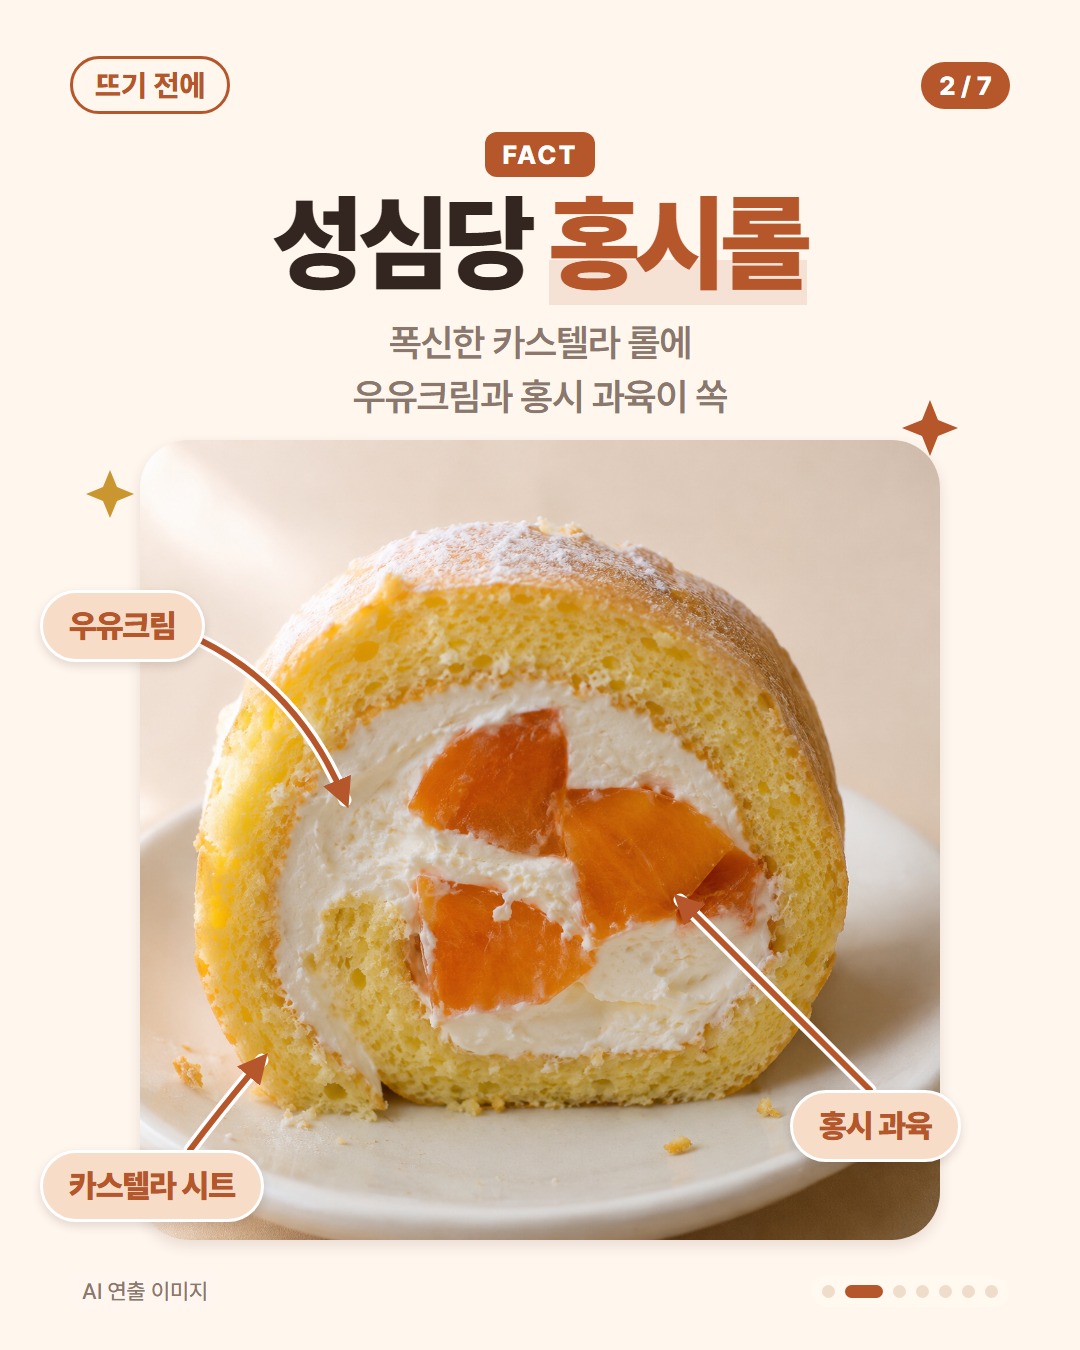 뜨기 전에
2 / 7
FACT
성심당 홍시롤
폭신한 카스텔라 롤에
우유크림과 홍시 과육이 쏙
우유크림
홍시 과육
카스텔라 시트
AI 연출 이미지